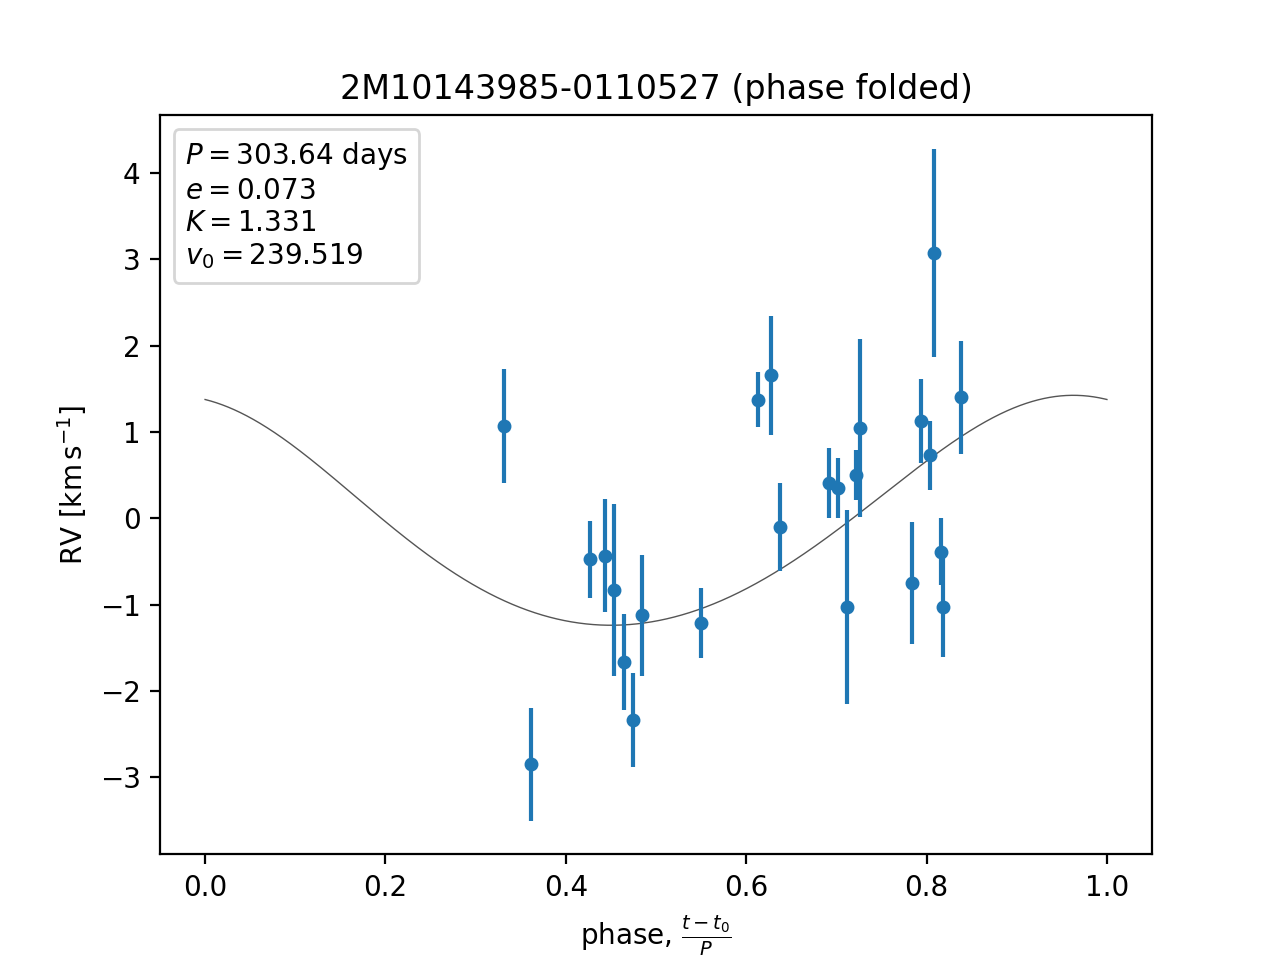 2M10143985-0110527 (phase folded)
P = 303.64 days
e = 0.073
K = 1.331
v₀ = 239.519
4
3
2
1
0
−1
−2
−3
RV [km s⁻¹]
0.0 0.2 0.4 0.6 0.8 1.0
phase, (t − t₀)/P